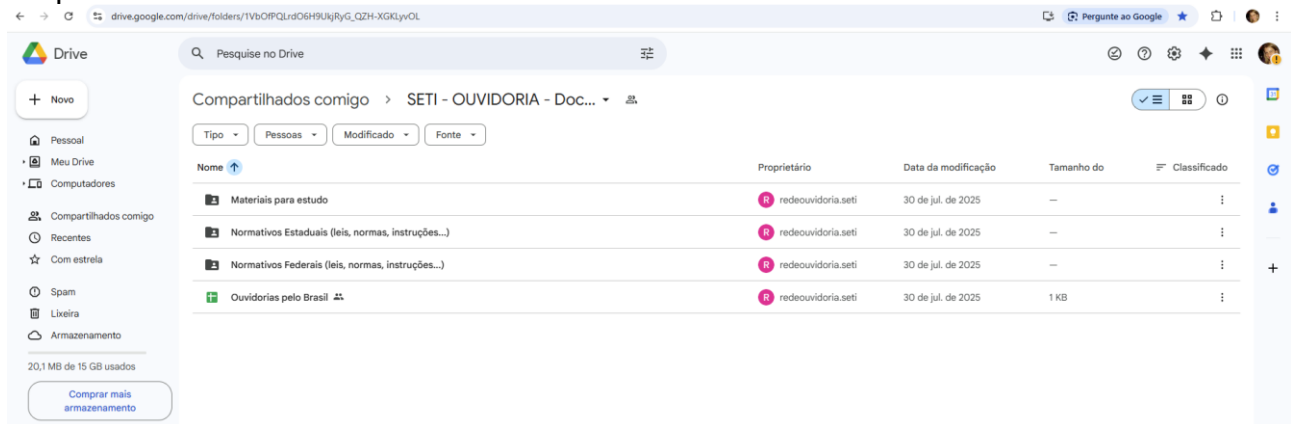 drive.google.com/drive/folders/1VbOfPQLrdO6H9UkjRyG_QZH-XGKLyvOL
Pergunte ao Google
Drive
Pesquise no Drive
Novo
Compartilhados comigo > SETI - OUVIDORIA - Doc...
Tipo Pessoas Modificado Fonte
Pessoal
Meu Drive
Computadores
Compartilhados comigo
Recentes
Com estrela
Spam
Lixeira
Armazenamento
20,1 MB de 15 GB usados
Comprar mais
armazenamento
Nome Proprietário Data da modificação Tamanho do Classificado
Materiais para estudo R redeouvidoria.seti 30 de jul. de 2025 —
Normativos Estaduais (leis, normas, instruções...) R redeouvidoria.seti 30 de jul. de 2025 —
Normativos Federais (leis, normas, instruções...) R redeouvidoria.seti 30 de jul. de 2025 —
Ouvidorias pelo Brasil R redeouvidoria.seti 30 de jul. de 2025 1 KB